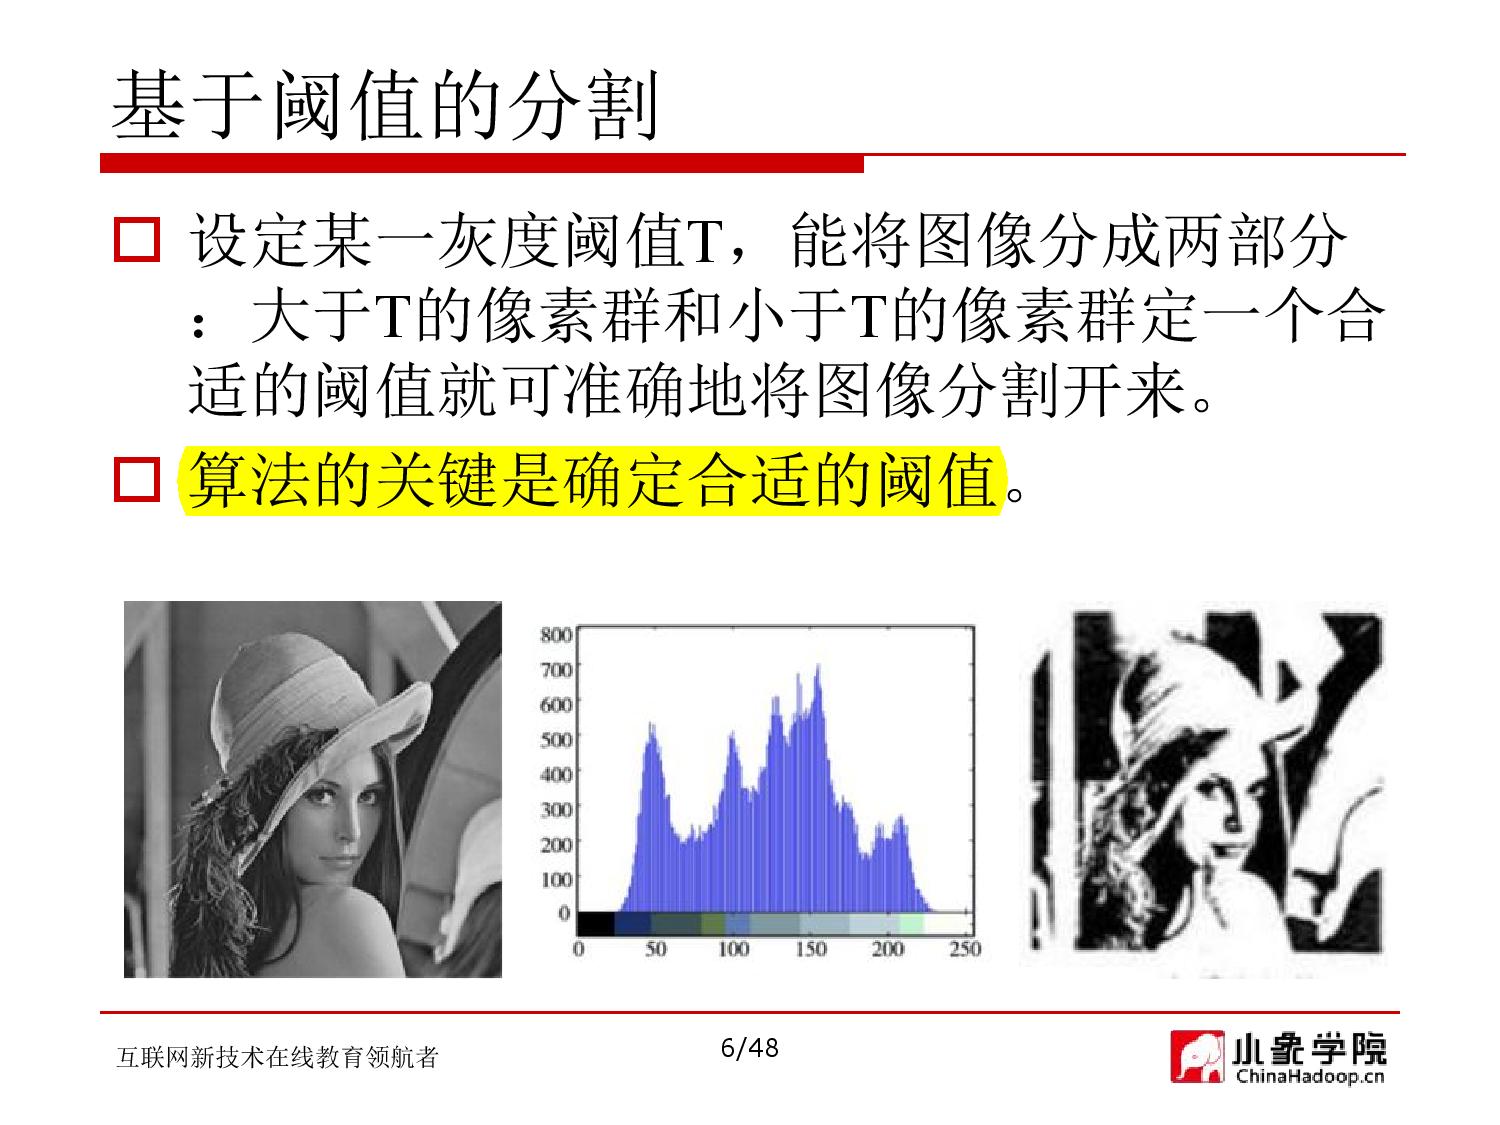 基于阈值的分割
设定某一灰度阈值T，能将图像分成两部分
：大于T的像素群和小于T的像素群定一个合
适的阈值就可准确地将图像分割开来。
算法的关键是确定合适的阈值。
800
700
600
500
400
300
200
100
0
0 50 100 150 200 250
互联网新技术在线教育领航者
6/48
小象学院
ChinaHadoop.cn